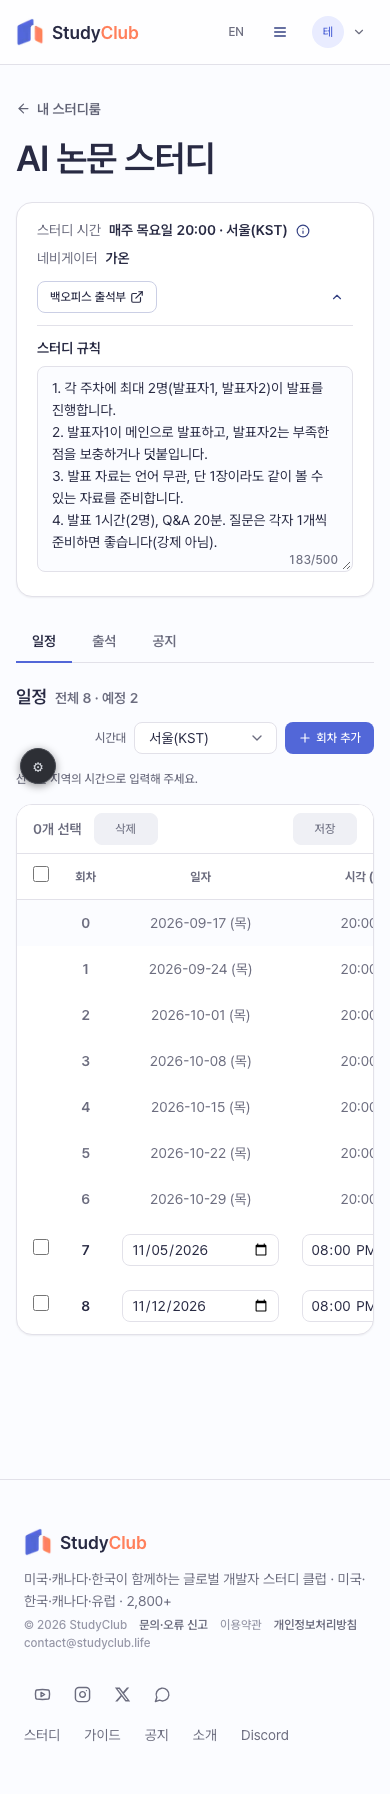 StudyClub
EN
테
내 스터디룸
AI 논문 스터디
스터디 시간 매주 목요일 20:00 · 서울(KST)
네비게이터 가온
백오피스 출석부
스터디 규칙
1. 각 주차에 최대 2명(발표자1, 발표자2)이 발표를
진행합니다.
2. 발표자1이 메인으로 발표하고, 발표자2는 부족한
점을 보충하거나 덧붙입니다.
3. 발표 자료는 언어 무관, 단 1장이라도 같이 볼 수
있는 자료를 준비합니다.
4. 발표 1시간(2명), Q&A 20분. 질문은 각자 1개씩
준비하면 좋습니다(강제 아님).
183/500
일정 출석 공지
일정 전체 8 · 예정 2
시간대 서울(KST) + 회차 추가
지역의 시간으로 입력해 주세요.
0개 선택 삭제 저장
회차 일자 시각 (
0 2026-09-17 (목) 20:00
1 2026-09-24 (목) 20:00
2 2026-10-01 (목) 20:00
3 2026-10-08 (목) 20:00
4 2026-10-15 (목) 20:00
5 2026-10-22 (목) 20:00
6 2026-10-29 (목) 20:00
7 11/05/2026 08:00 PM
8 11/12/2026 08:00 PM
StudyClub
미국·캐나다·한국이 함께하는 글로벌 개발자 스터디 클럽 · 미국·
한국·캐나다·유럽 · 2,800+
© 2026 StudyClub 문의·오류 신고 이용약관 개인정보처리방침
contact@studyclub.life
스터디 가이드 공지 소개 Discord